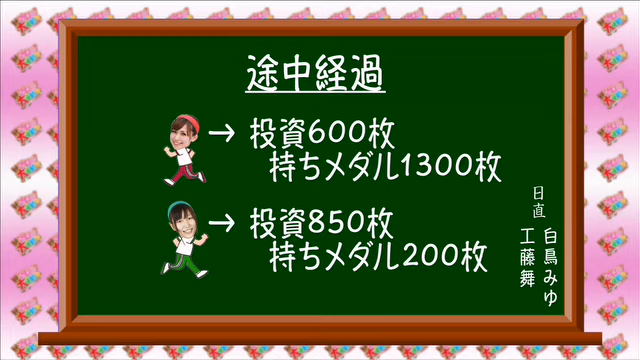 途中経過
→ 投資600枚
持ちメダル1300枚
→ 投資850枚
持ちメダル200枚
日直
白鳥みゆ
工藤舞